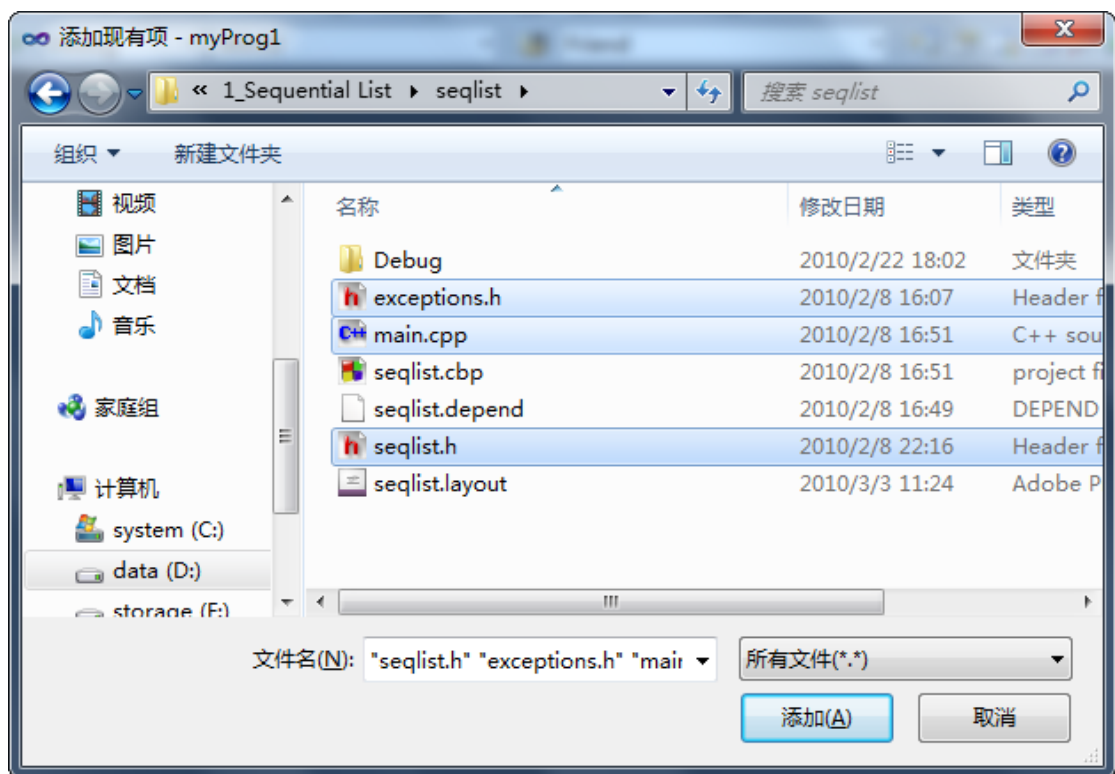 添加现有项 - myProg1
« 1_Sequential List ▸ seqlist ▸
搜索 seqlist
组织 ▼ 新建文件夹
视频
图片
文档
音乐
家庭组
计算机
system (C:)
data (D:)
storage (E:)
名称 修改日期 类型
Debug 2010/2/22 18:02 文件夹
exceptions.h 2010/2/8 16:07 Header f
main.cpp 2010/2/8 16:51 C++ sou
seqlist.cbp 2010/2/8 16:51 project fi
seqlist.depend 2010/2/8 16:49 DEPEND
seqlist.h 2010/2/8 22:16 Header f
seqlist.layout 2010/3/3 11:24 Adobe P
文件名(N): "seqlist.h" "exceptions.h" "mair
所有文件(*.*)
添加(A) 取消